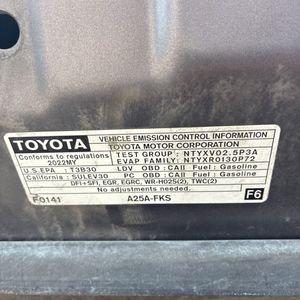 TOYOTA
VEHICLE EMISSION CONTROL INFORMATION
TOYOTA MOTOR CORPORATION
Conforms to regulations
2022MY
TEST GROUP: NTYXV02.5P3A
EVAP FAMILY: NTYXR0130P72
U.S.EPA : T3B30 LDV OBD : CAII Fuel : Gasoline
California : SULEV30 PC OBD : CAII Fuel : Gasoline
DFI+SFI, EGR, EGRC, WR-HO2S(2), TWC(2)
No adjustments needed.
F0141 A25A-FKS F6